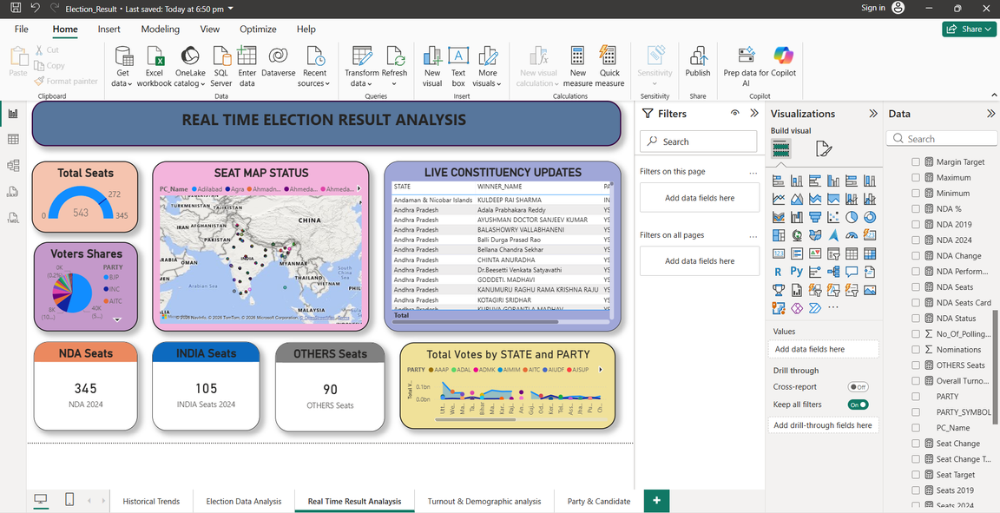 Election_Result • Last saved: Today at 6:50 pm
Sign in
File Home Insert Modeling View Optimize Help
Share
Paste
Cut
Copy
Format painter
Clipboard
Get data
Excel workbook
OneLake catalog
SQL Server
Enter data
Dataverse
Recent sources
Data
Transform data
Refresh
Queries
New visual
Text box
More visuals
Insert
New visual calculation
New measure
Quick measure
Calculations
Sensitivity
Sensitivity
Publish
Share
Prep data for AI
Copilot
Copilot
REAL TIME ELECTION RESULT ANALYSIS
Total Seats
272
543
0
345
SEAT MAP STATUS
PC_Name Adilabad Agra Ahmadn... Ahmeda... Ahmeda...
TURKMENISTAN
TAJIKISTAN
CHINA
IRAN
AFGHANISTAN
PAKISTAN
OMAN
INDIA
MYANMAR
THAILAND
VIETNAM
PHIL
Arabian Sea
South China Sea
MALAYSIA
© 2026 NavInfo, © 2026 TomTom, © 2026 Microsoft Corporation, © OpenStreetMap, Terms
LIVE CONSTITUENCY UPDATES
STATE WINNER_NAME PA
Andaman & Nicobar Islands KULDEEP RAI SHARMA IN
Andhra Pradesh Adala Prabhakara Reddy YS
Andhra Pradesh AYUSHMAN DOCTOR SANJEEV KUMAR YS
Andhra Pradesh BALASHOWRY VALLABHANENI YS
Andhra Pradesh Balli Durga Prasad Rao YS
Andhra Pradesh Bellana Chandra Sekhar YS
Andhra Pradesh CHINTA ANURADHA YS
Andhra Pradesh Dr.Beesetti Venkata Satyavathi YS
Andhra Pradesh GODDETI. MADHAVI YS
Andhra Pradesh KANUMURU RAGHU RAMA KRISHNA RAJU YS
Andhra Pradesh KOTAGIRI SRIDHAR YS
Andhra Pradesh KURUVA GORANTLA MADHAV YS
Total
Voters Shares
0K
(0.2%)
8K
(10...)
40K
(5...)
PARTY
BJP
INC
AITC
NDA Seats
345
NDA 2024
INDIA Seats
105
INDIA Seats 2024
OTHERS Seats
90
OTHERS Seats
Total Votes by STATE and PARTY
PARTY AAAP ADAL ADMK AIMIM AITC AIUDF AJSUP
Total V...
0.1bn
0.0bn
Utt... We... Ma... Ta... Bihar Ma... Kar... Raj... An... Guj... Od... Ker... Tel... Ass... Jha... Pu... Ch...
Filters
Search
Filters on this page ...
Add data fields here
Filters on all pages ...
Add data fields here
Visualizations
Build visual
R Py
Values
Add data fields here
Drill through
Cross-report Off
Keep all filters On
Add drill-through fields here
Data
Search
Margin Target
Maximum
Minimum
NDA %
NDA 2019
NDA 2024
NDA Change
NDA Perform...
NDA Seats
NDA Seats Card
NDA Status
No_Of_Polling...
Nominations
OTHERS Seats
Overall Turno...
PARTY
PARTY_SYMBOL
PC_Name
Seat Change
Seat Change T...
Seat Target
Seats 2019
Seats 2024
DAX
TMDL
Historical Trends
Election Data Analysis
Real Time Result Analaysis
Turnout & Demographic analysis
Party & Candidate